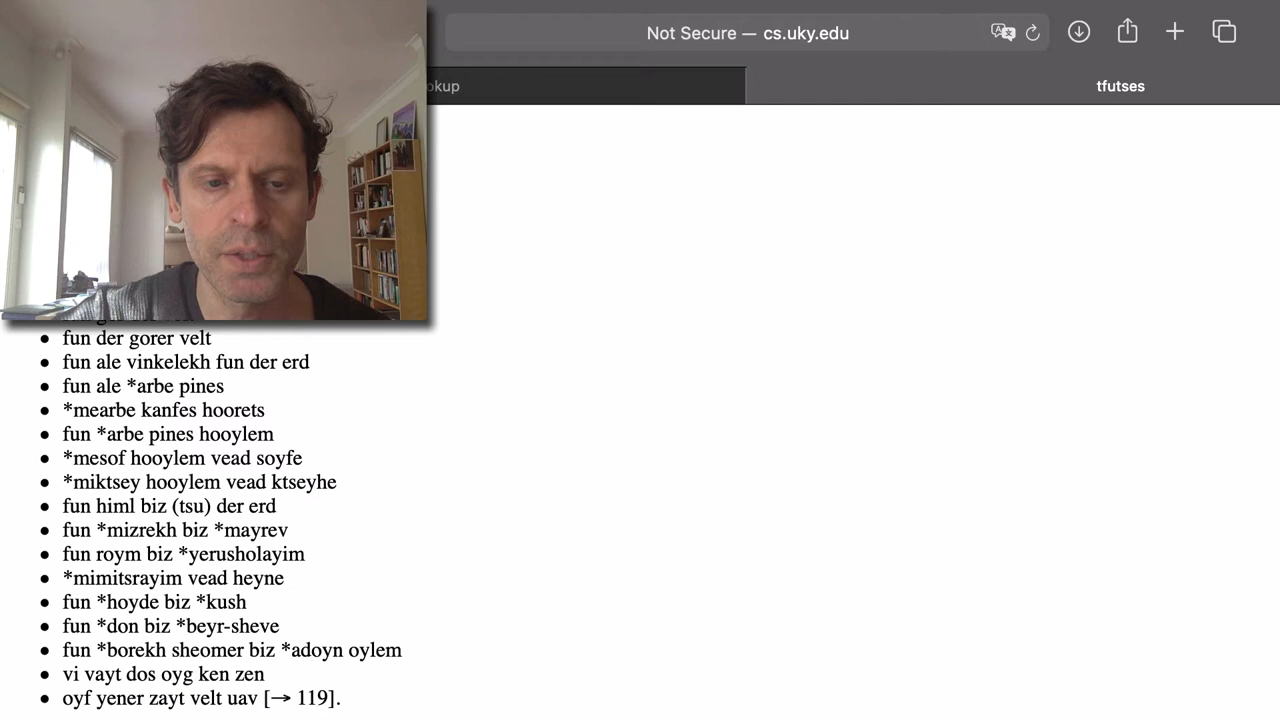 Not Secure — cs.uky.edu
okup
tfutses
• fun der gorer velt
• fun ale vinkelekh fun der erd
• fun ale *arbe pines
• *mearbe kanfes hoorets
• fun *arbe pines hooylem
• *mesof hooylem vead soyfe
• *miktsey hooylem vead ktseyhe
• fun himl biz (tsu) der erd
• fun *mizrekh biz *mayrev
• fun roym biz *yerusholayim
• *mimitsrayim vead heyne
• fun *hoyde biz *kush
• fun *don biz *beyr-sheve
• fun *borekh sheomer biz *adoyn oylem
• vi vayt dos oyg ken zen
• oyf yener zayt velt uav [→ 119].